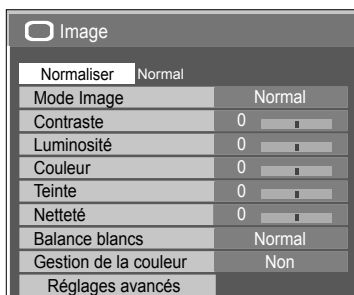 Image
Normaliser Normal
Mode Image Normal
Contraste 0
Luminosité 0
Couleur 0
Teinte 0
Netteté 0
Balance blancs Normal
Gestion de la couleur Non
Réglages avancés